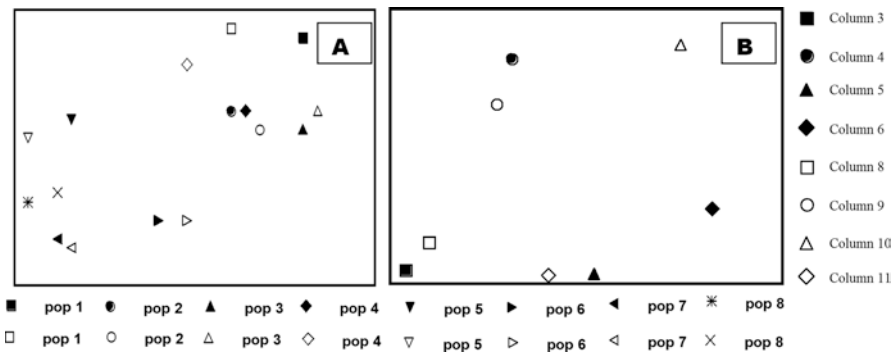 A
B
Column 3
Column 4
Column 5
Column 6
Column 8
Column 9
Column 10
Column 11
pop 1 pop 2 pop 3 pop 4 pop 5 pop 6 pop 7 pop 8
pop 1 pop 2 pop 3 pop 4 pop 5 pop 6 pop 7 pop 8